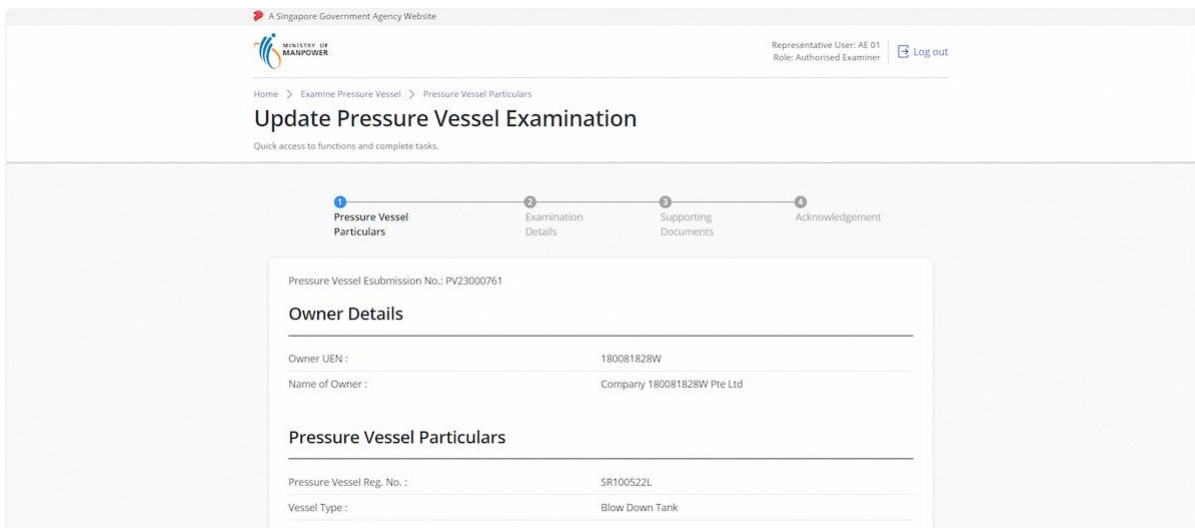 A Singapore Government Agency Website
MINISTRY OF
MANPOWER
Representative User: AE 01
Role: Authorised Examiner
Log out
Home > Examine Pressure Vessel > Pressure Vessel Particulars
Update Pressure Vessel Examination
Quick access to functions and complete tasks.
1 2 3 4
Pressure Vessel Particulars
Examination Details
Supporting Documents
Acknowledgement
Pressure Vessel Esubmission No.: PV23000761
Owner Details
Owner UEN : 180081828W
Name of Owner : Company 180081828W Pte Ltd
Pressure Vessel Particulars
Pressure Vessel Reg. No. : SR100522L
Vessel Type : Blow Down Tank